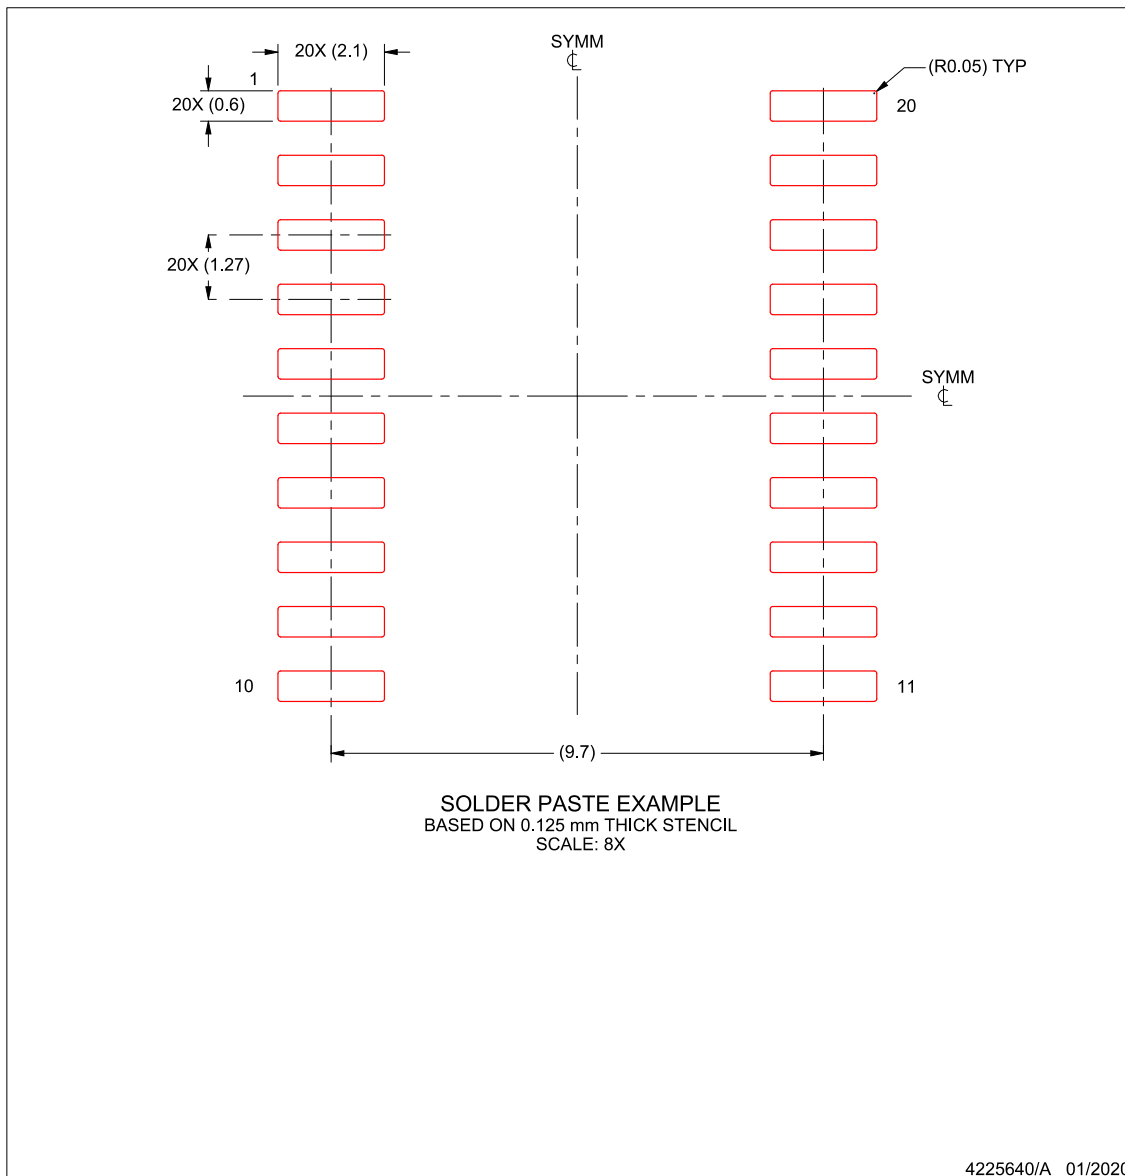 20X (2.1)
SYMM
1
(R0.05) TYP
20X (0.6)
20
20X (1.27)
SYMM
10
11
(9.7)
SOLDER PASTE EXAMPLE
BASED ON 0.125 mm THICK STENCIL
SCALE: 8X
4225640/A 01/2020